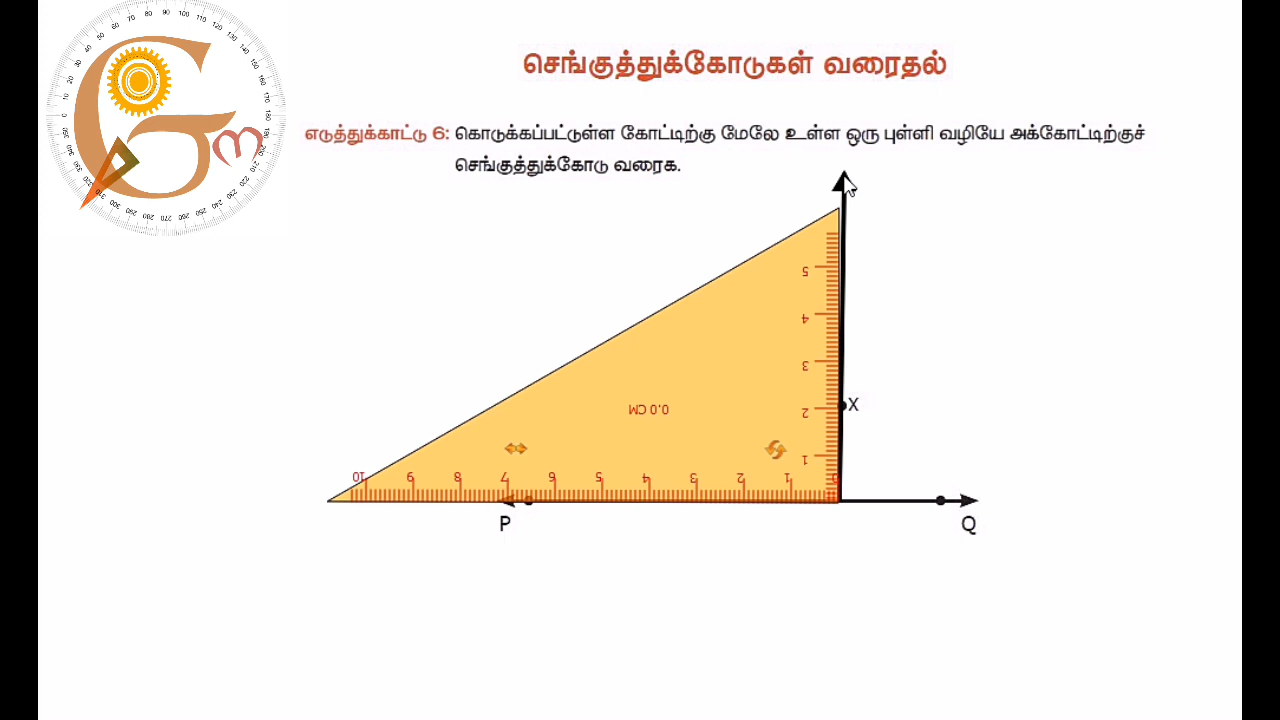 செங்குத்துக்கோடுகள் வரைதல்
எடுத்துக்காட்டு 6: கொடுக்கப்பட்டுள்ள கோட்டிற்கு மேலே உள்ள ஒரு புள்ளி வழியே அக்கோட்டிற்குச்
செங்குத்துக்கோடு வரைக.
5
4
3
X
2
0.0 CM
1
10 9 8 7 6 5 4 3 2 1 0
P Q